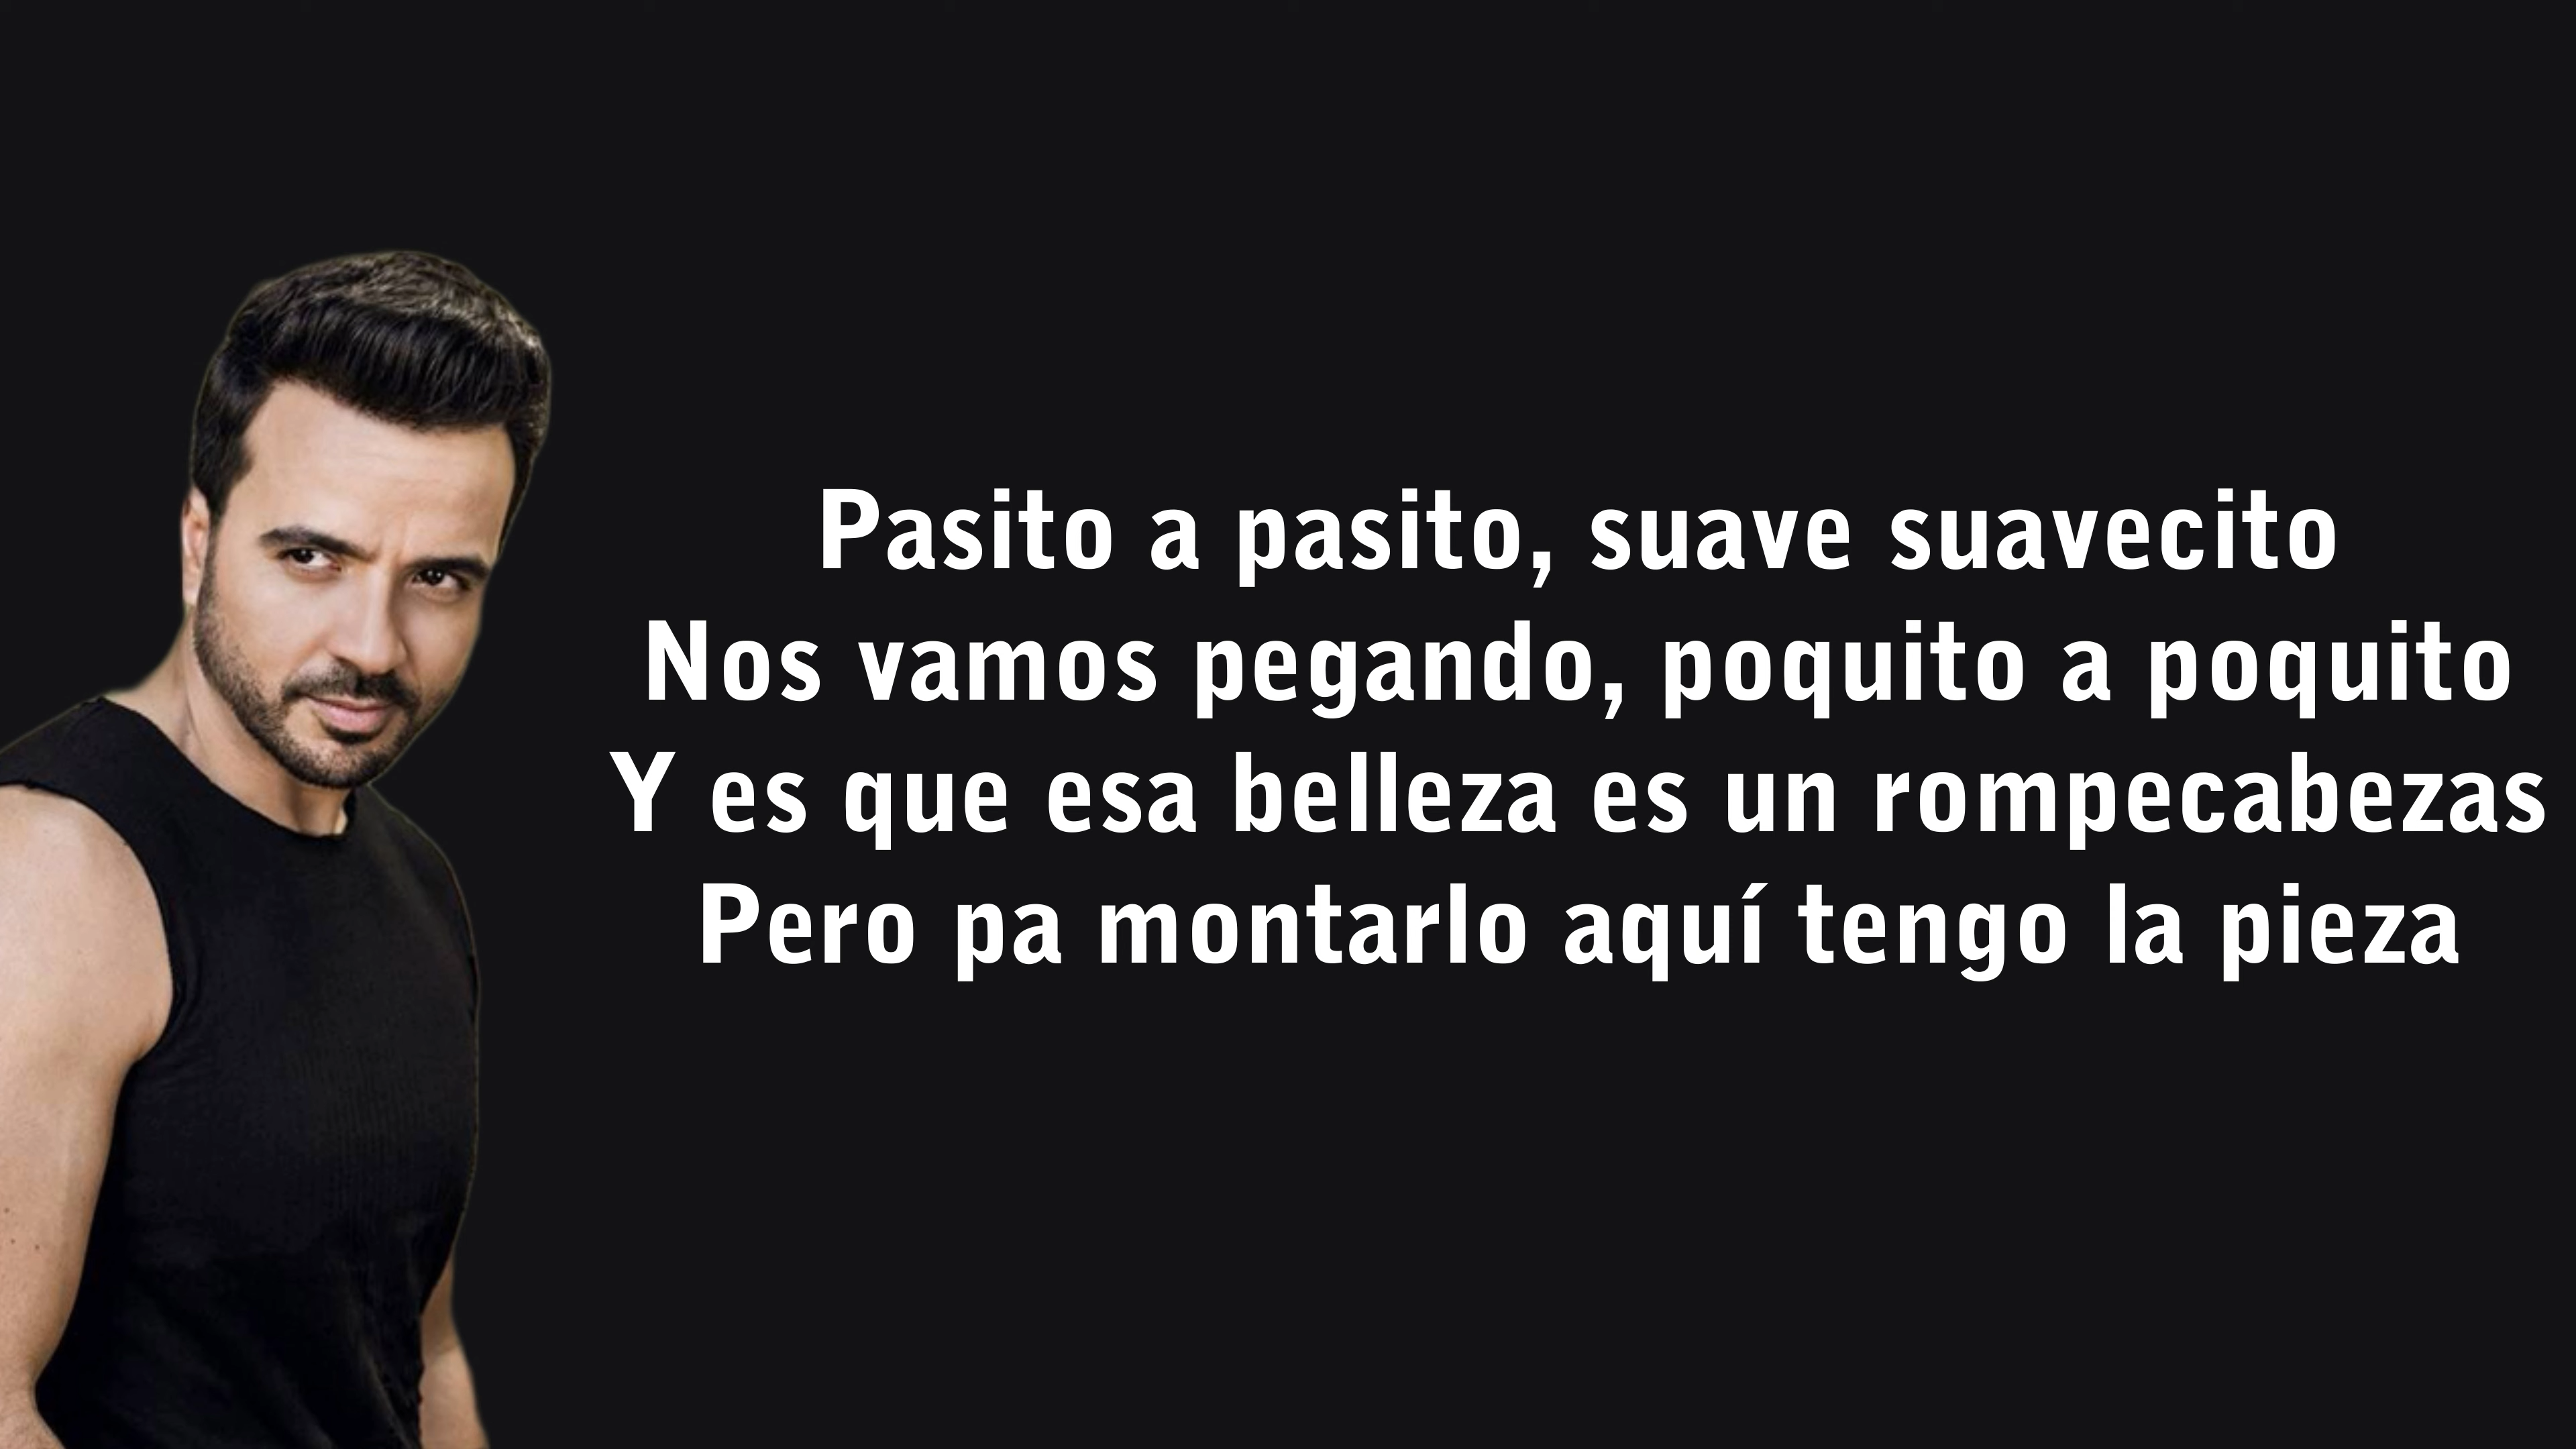 Pasito a pasito, suave suavecito
Nos vamos pegando, poquito a poquito
Y es que esa belleza es un rompecabezas
Pero pa montarlo aquí tengo la pieza